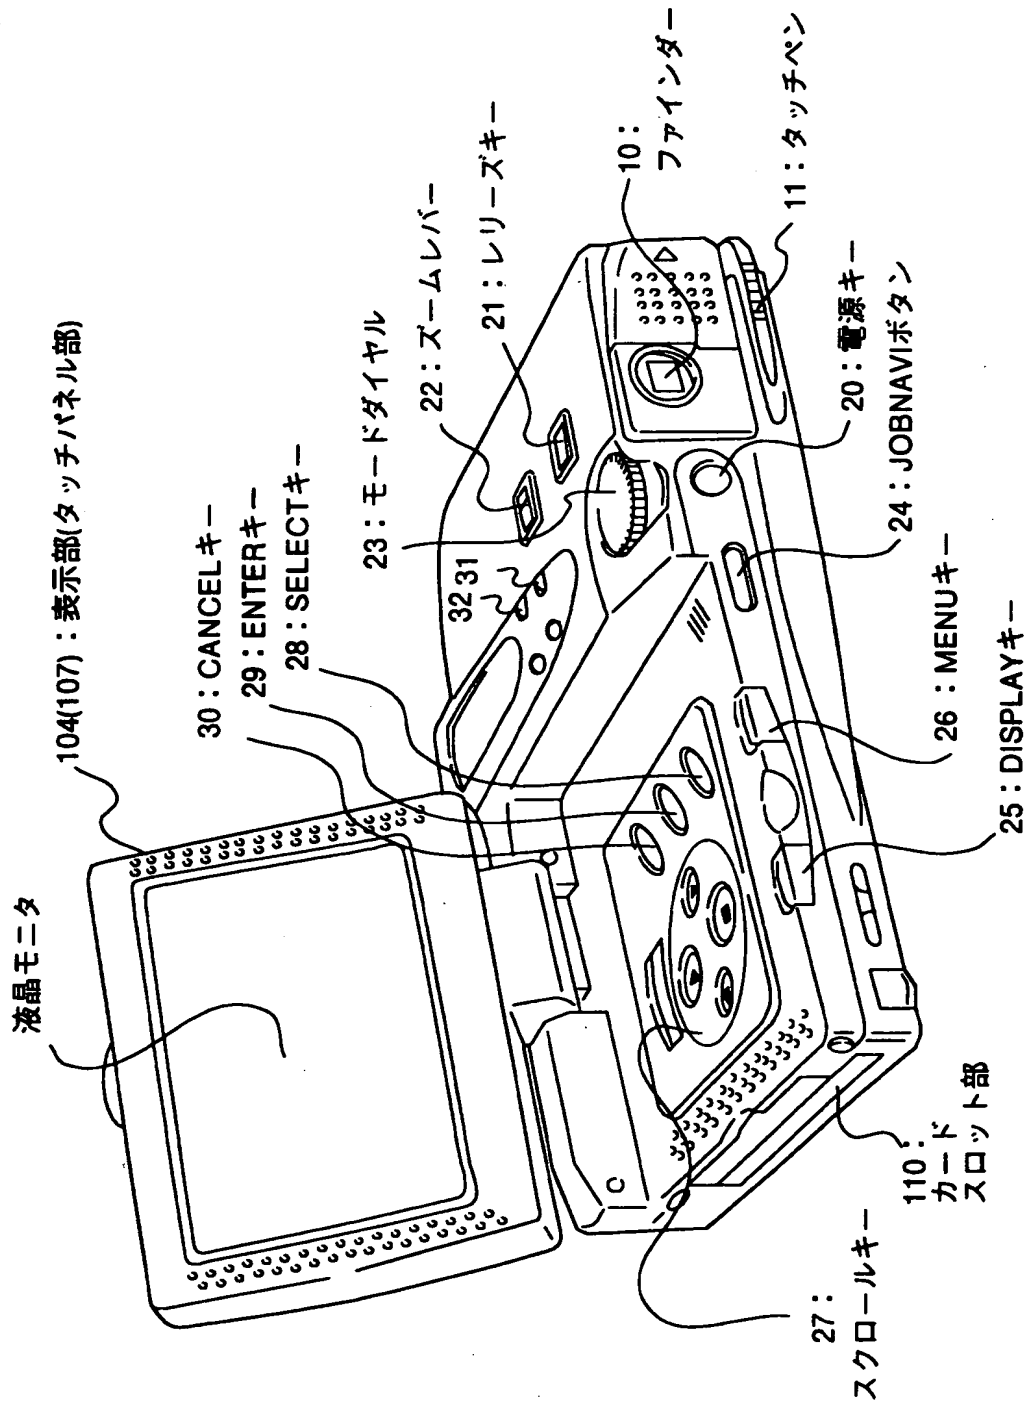 液晶モニタ
104(107)：表示部(タッチパネル部)
30：CANCELキー
29：ENTERキー
28：SELECTキー
23：モードダイヤル
22：ズームレバー
21：レリーズキー
10：
ファインダー
11：タッチペン
32
31
20：電源キー
24：JOBNAVIボタン
26：MENUキー
25：DISPLAYキー
110：
カード
スロット部
27：
スクロールキー